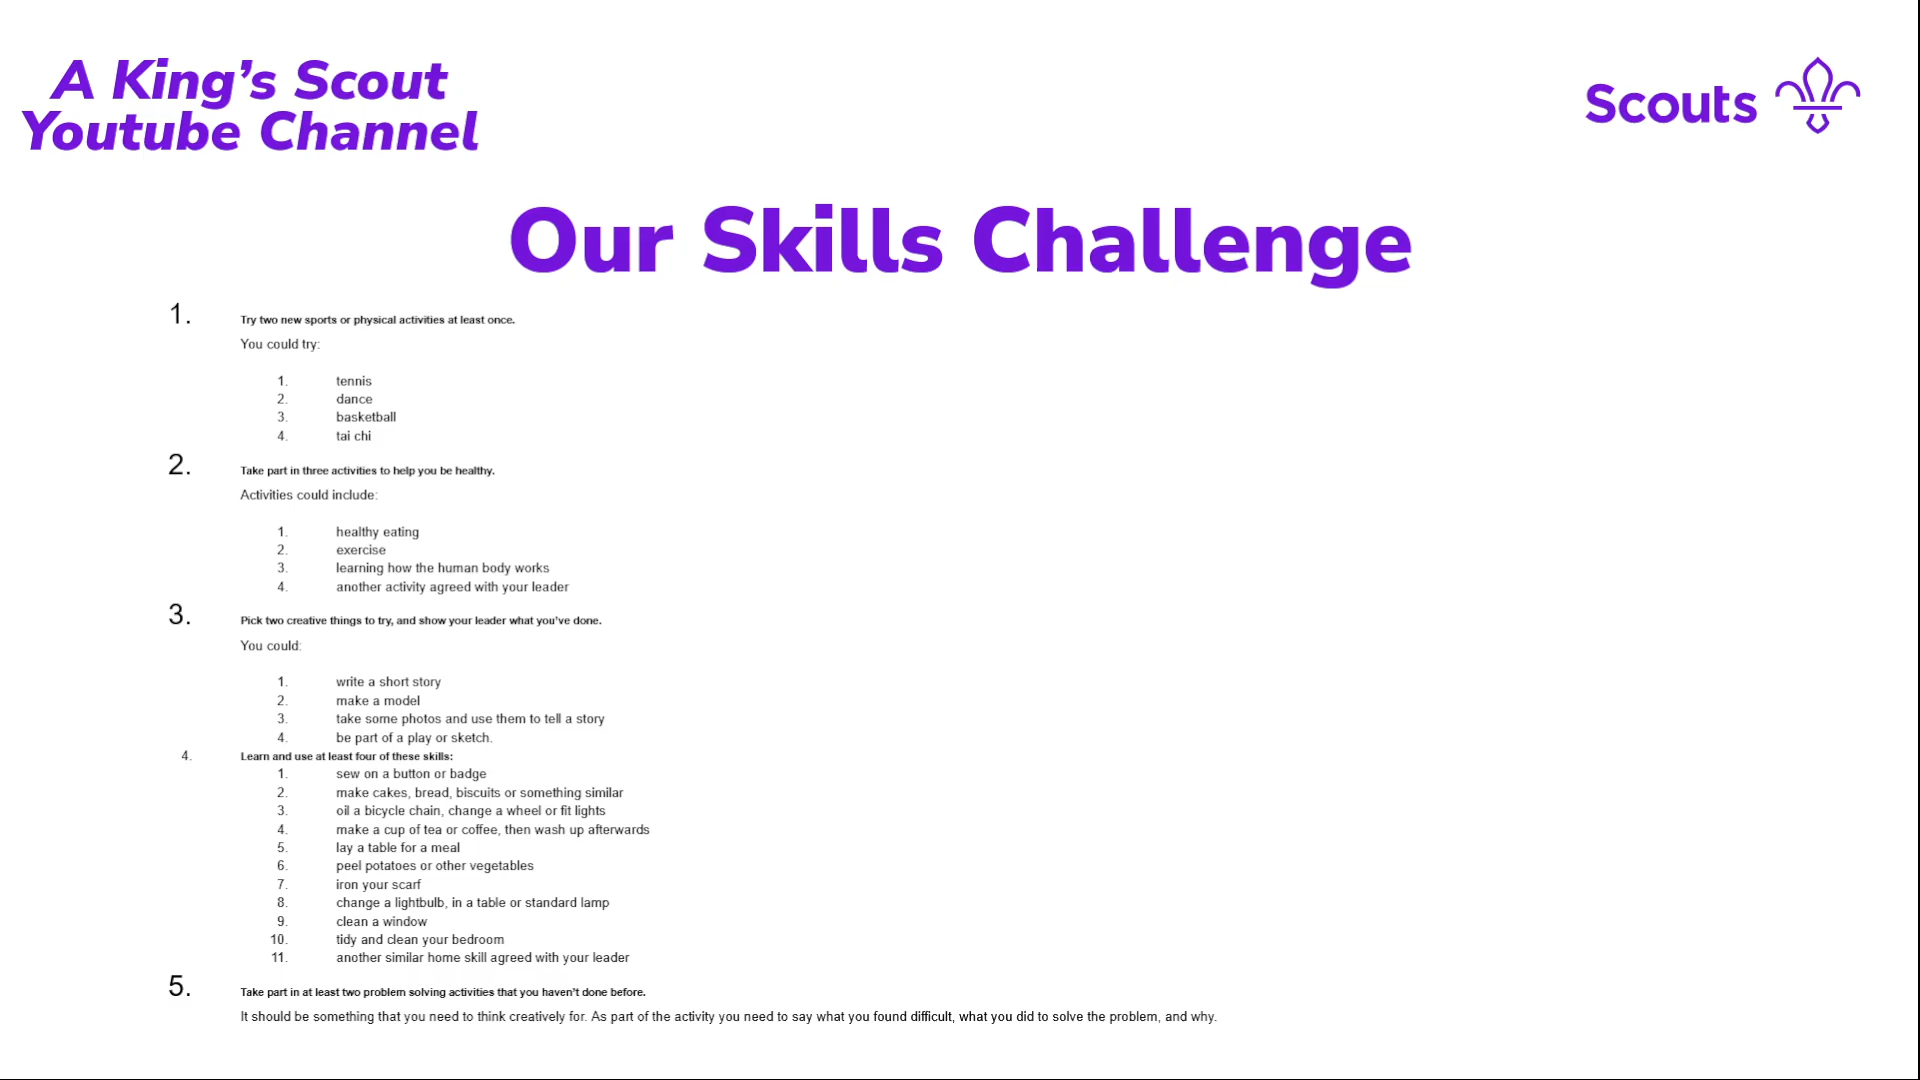 A King’s Scout
Youtube Channel
Scouts
Our Skills Challenge
1. Try two new sports or physical activities at least once.
You could try:
1. tennis
2. dance
3. basketball
4. tai chi
2. Take part in three activities to help you be healthy.
Activities could include:
1. healthy eating
2. exercise
3. learning how the human body works
4. another activity agreed with your leader
3. Pick two creative things to try, and show your leader what you’ve done.
You could:
1. write a short story
2. make a model
3. take some photos and use them to tell a story
4. be part of a play or sketch.
4. Learn and use at least four of these skills:
1. sew on a button or badge
2. make cakes, bread, biscuits or something similar
3. oil a bicycle chain, change a wheel or fit lights
4. make a cup of tea or coffee, then wash up afterwards
5. lay a table for a meal
6. peel potatoes or other vegetables
7. iron your scarf
8. change a lightbulb, in a table or standard lamp
9. clean a window
10. tidy and clean your bedroom
11. another similar home skill agreed with your leader
5. Take part in at least two problem solving activities that you haven’t done before.
It should be something that you need to think creatively for. As part of the activity you need to say what you found difficult, what you did to solve the problem, and why.